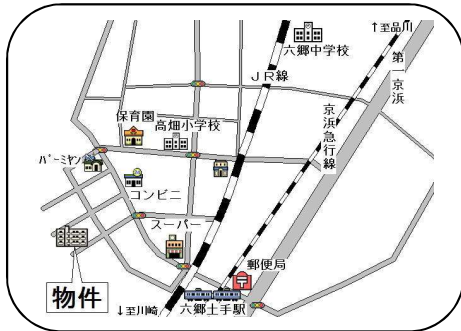 ↑至品川
六郷中学校
第一京浜
JR線
京浜急行線
保育園
高畑小学校
バーミヤン
コンビニ
スーパー
物件
郵便局
〒
↓至川崎
六郷土手駅